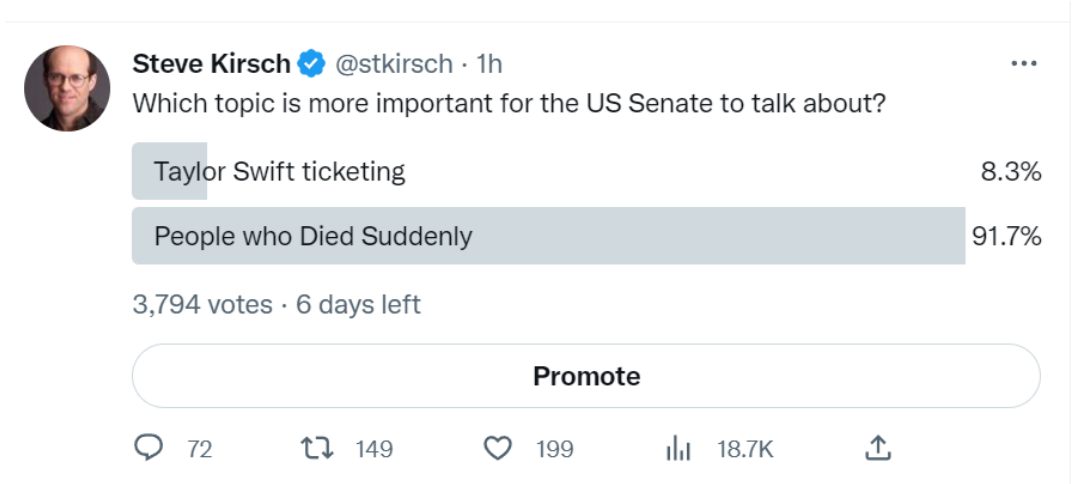 Steve Kirsch @stkirsch · 1h
Which topic is more important for the US Senate to talk about?
Taylor Swift ticketing 8.3%
People who Died Suddenly 91.7%
3,794 votes · 6 days left
Promote
72 149 199 18.7K